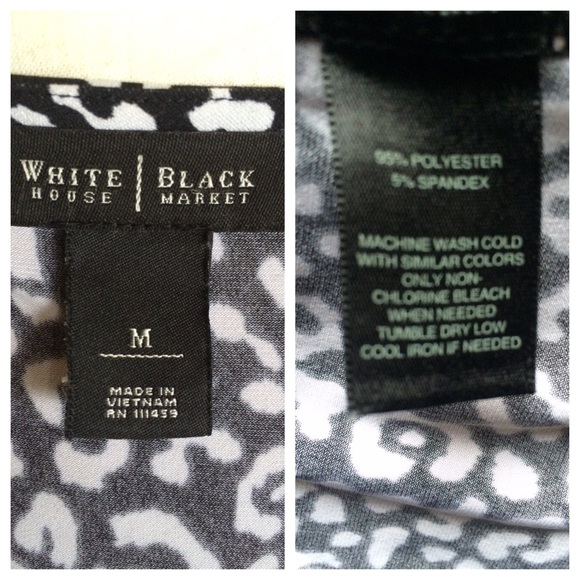 WHITE | BLACK
HOUSE MARKET
M
MADE IN
VIETNAM
RN 111459
95% POLYESTER
5% SPANDEX
MACHINE WASH COLD
WITH SIMILAR COLORS
ONLY NON-
CHLORINE BLEACH
WHEN NEEDED
TUMBLE DRY LOW
COOL IRON IF NEEDED